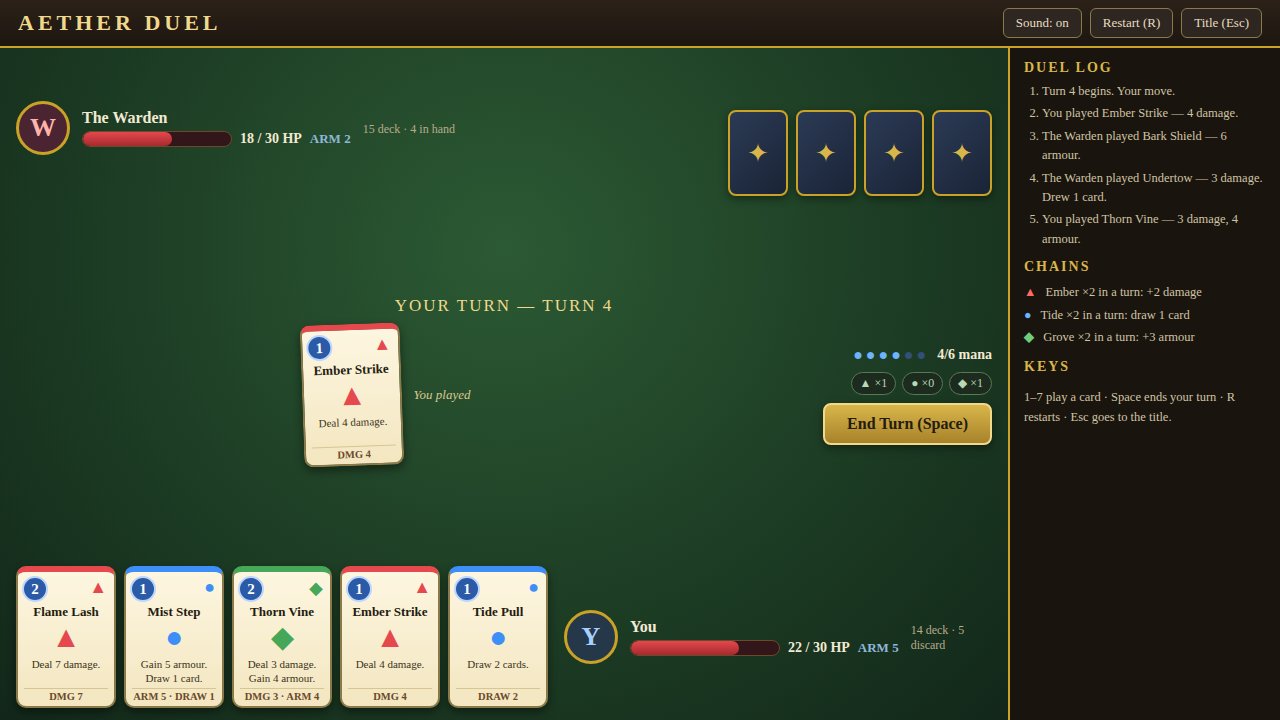 AETHER DUEL
Sound: on
Restart (R)
Title (Esc)
W
The Warden
18 / 30 HP
ARM 2
15 deck · 4 in hand
YOUR TURN — TURN 4
1
Ember Strike
Deal 4 damage.
DMG 4
You played
4/6 mana
▲ ×1
● ×0
◆ ×1
End Turn (Space)
2
Flame Lash
Deal 7 damage.
DMG 7
1
Mist Step
Gain 5 armour.
Draw 1 card.
ARM 5 · DRAW 1
2
Thorn Vine
Deal 3 damage.
Gain 4 armour.
DMG 3 · ARM 4
1
Ember Strike
Deal 4 damage.
DMG 4
1
Tide Pull
Draw 2 cards.
DRAW 2
Y
You
22 / 30 HP
ARM 5
14 deck · 5
discard
DUEL LOG
1. Turn 4 begins. Your move.
2. You played Ember Strike — 4 damage.
3. The Warden played Bark Shield — 6
armour.
4. The Warden played Undertow — 3 damage.
Drew 1 card.
5. You played Thorn Vine — 3 damage, 4
armour.
CHAINS
▲ Ember ×2 in a turn: +2 damage
● Tide ×2 in a turn: draw 1 card
◆ Grove ×2 in a turn: +3 armour
KEYS
1–7 play a card · Space ends your turn · R
restarts · Esc goes to the title.